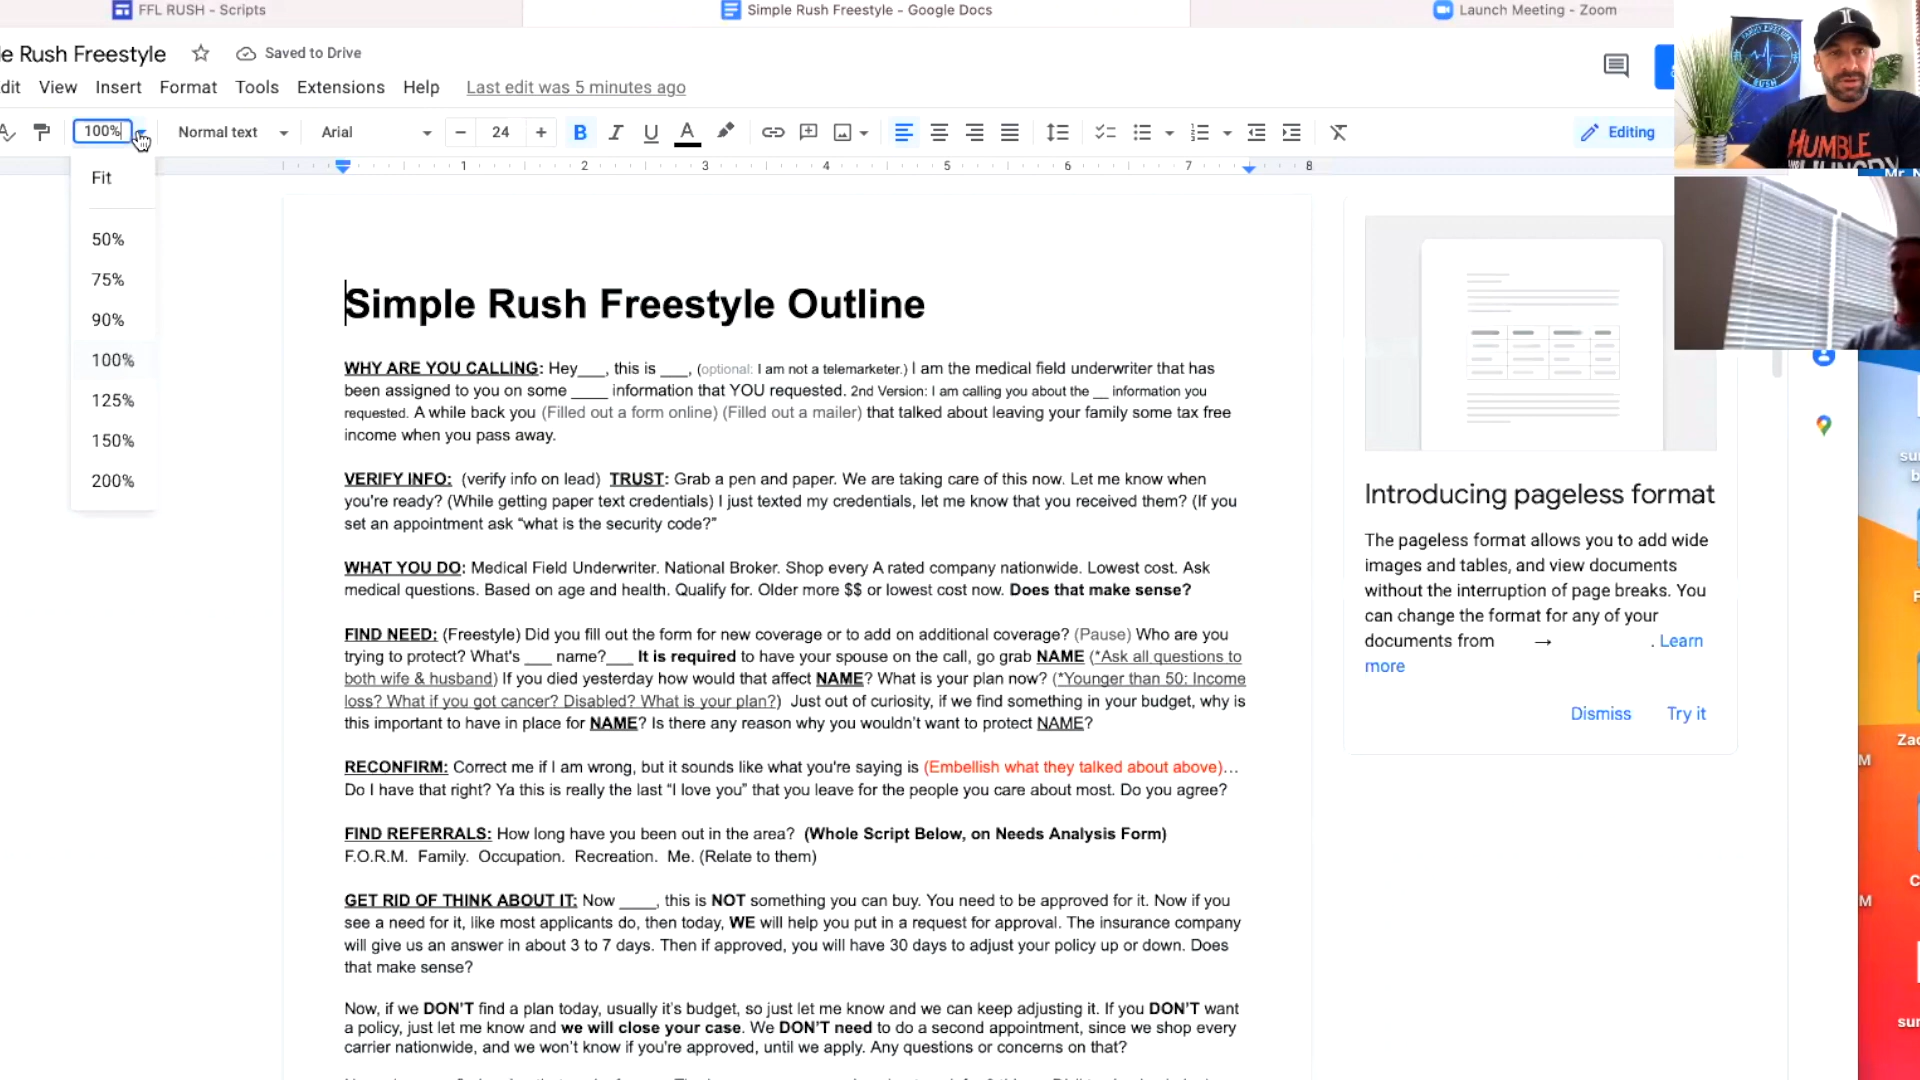 FFL RUSH - Scripts
Simple Rush Freestyle - Google Docs
Launch Meeting - Zoom
le Rush Freestyle
Saved to Drive
dit View Insert Format Tools Extensions Help Last edit was 5 minutes ago
100% Normal text Arial 24 B I U A Editing
1 2 3 4 5 6 7 8
Fit
50%
75%
90%
100%
125%
150%
200%
Simple Rush Freestyle Outline
WHY ARE YOU CALLING: Hey___, this is ___, (optional: I am not a telemarketer.) I am the medical field underwriter that has
been assigned to you on some ____ information that YOU requested. 2nd Version: I am calling you about the __ information you
requested. A while back you (Filled out a form online) (Filled out a mailer) that talked about leaving your family some tax free
income when you pass away.
VERIFY INFO: (verify info on lead) TRUST: Grab a pen and paper. We are taking care of this now. Let me know when
you're ready? (While getting paper text credentials) I just texted my credentials, let me know that you received them? (If you
set an appointment ask “what is the security code?”
WHAT YOU DO: Medical Field Underwriter. National Broker. Shop every A rated company nationwide. Lowest cost. Ask
medical questions. Based on age and health. Qualify for. Older more $$ or lowest cost now. Does that make sense?
FIND NEED: (Freestyle) Did you fill out the form for new coverage or to add on additional coverage? (Pause) Who are you
trying to protect? What's ___ name?___ It is required to have your spouse on the call, go grab NAME (*Ask all questions to
both wife & husband) If you died yesterday how would that affect NAME? What is your plan now? (*Younger than 50: Income
loss? What if you got cancer? Disabled? What is your plan?) Just out of curiosity, if we find something in your budget, why is
this important to have in place for NAME? Is there any reason why you wouldn’t want to protect NAME?
RECONFIRM: Correct me if I am wrong, but it sounds like what you're saying is (Embellish what they talked about above)…
Do I have that right? Ya this is really the last “I love you” that you leave for the people you care about most. Do you agree?
FIND REFERRALS: How long have you been out in the area? (Whole Script Below, on Needs Analysis Form)
F.O.R.M. Family. Occupation. Recreation. Me. (Relate to them)
GET RID OF THINK ABOUT IT: Now ____, this is NOT something you can buy. You need to be approved for it. Now if you
see a need for it, like most applicants do, then today, WE will help you put in a request for approval. The insurance company
will give us an answer in about 3 to 7 days. Then if approved, you will have 30 days to adjust your policy up or down. Does
that make sense?
Now, if we DON’T find a plan today, usually it’s budget, so just let me know and we can keep adjusting it. If you DON’T want
a policy, just let me know and we will close your case. We DON’T need to do a second appointment, since we shop every
carrier nationwide, and we won’t know if you're approved, until we apply. Any questions or concerns on that?
Introducing pageless format
The pageless format allows you to add wide
images and tables, and view documents
without the interruption of page breaks. You
can change the format for any of your
documents from → . Learn
more
Dismiss Try it
HUMBLE
RUSH
Mr. N
su
b
F
Zac
M
C
M
sun